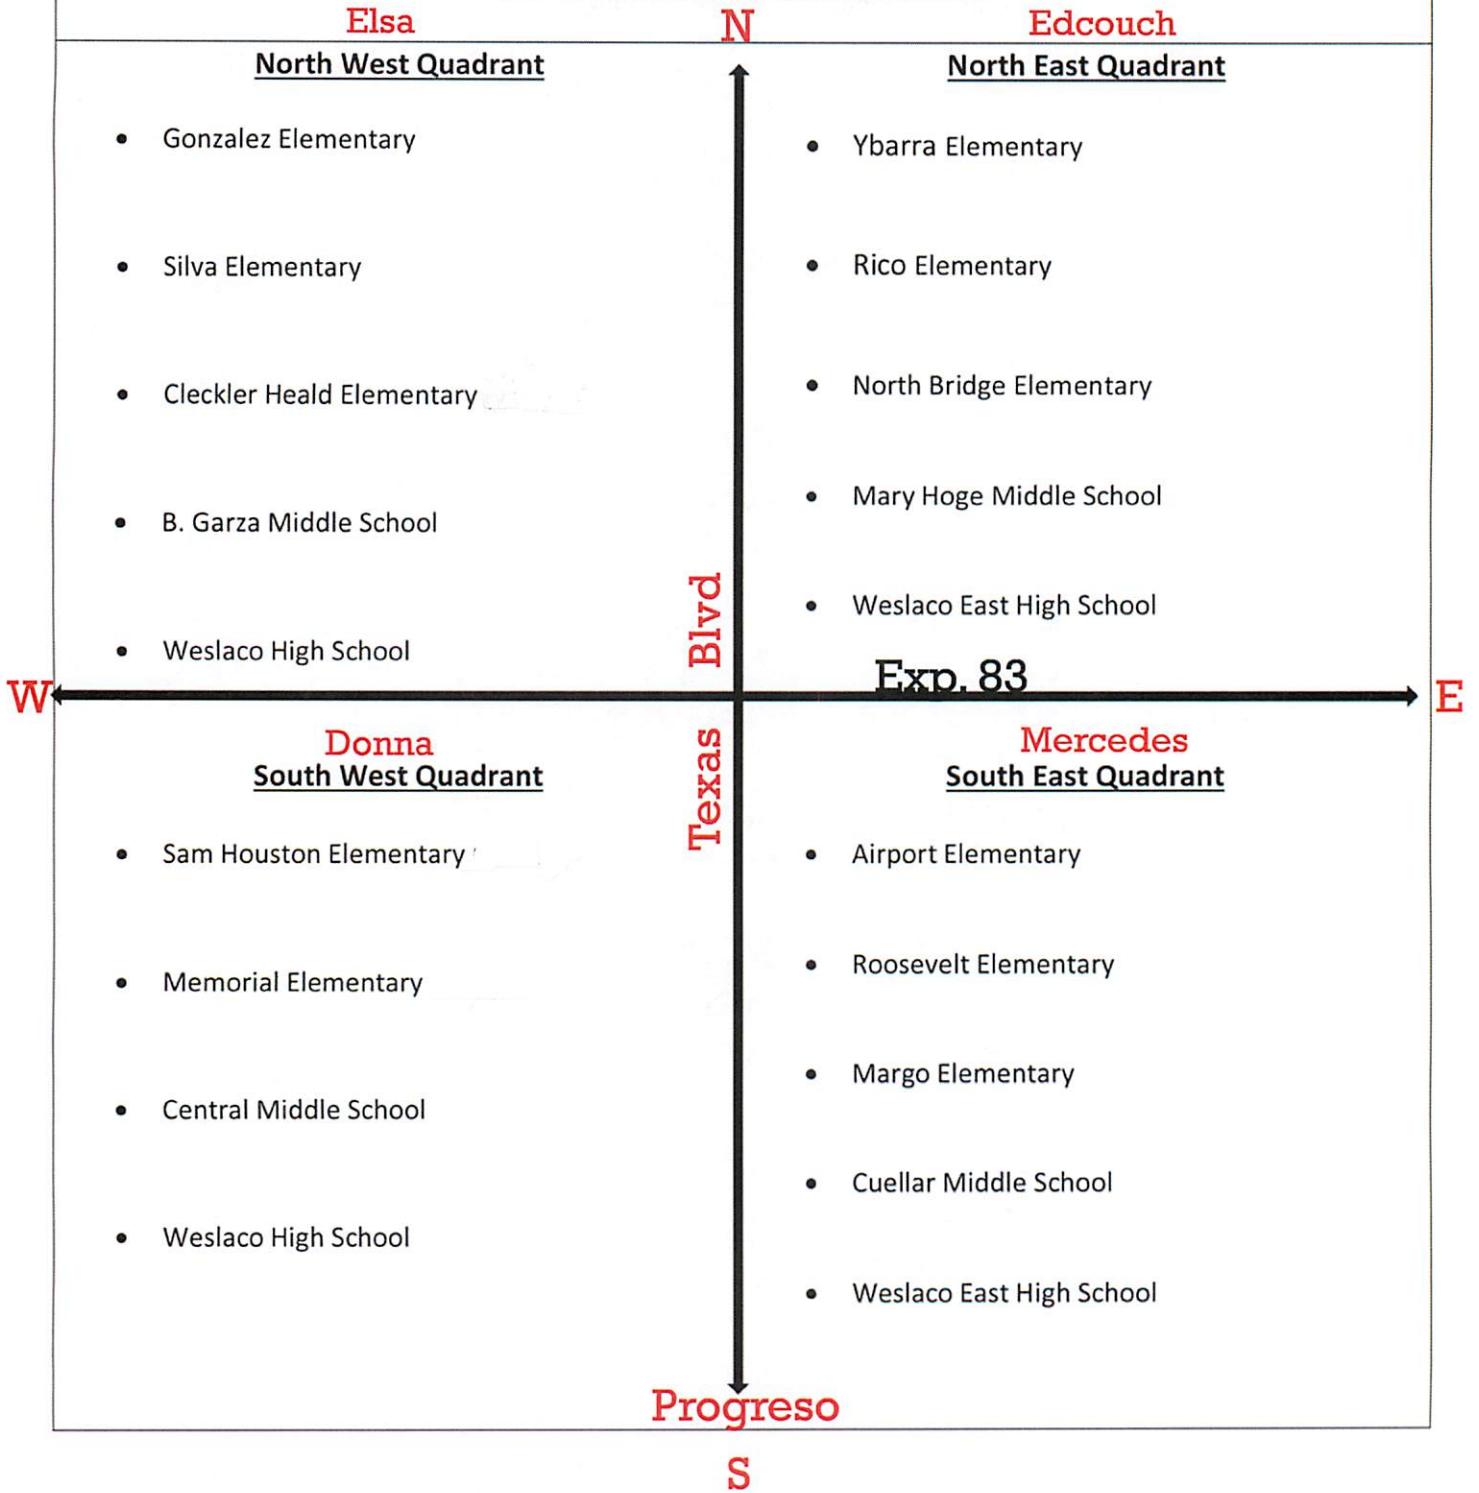 Elsa
N
Edcouch
North West Quadrant
• Gonzalez Elementary
• Silva Elementary
• Cleckler Heald Elementary
• B. Garza Middle School
• Weslaco High School
North East Quadrant
• Ybarra Elementary
• Rico Elementary
• North Bridge Elementary
• Mary Hoge Middle School
• Weslaco East High School
Exp. 83
W
E
Texas Blvd
Donna
South West Quadrant
• Sam Houston Elementary
• Memorial Elementary
• Central Middle School
• Weslaco High School
Mercedes
South East Quadrant
• Airport Elementary
• Roosevelt Elementary
• Margo Elementary
• Cuellar Middle School
• Weslaco East High School
Progreso
S